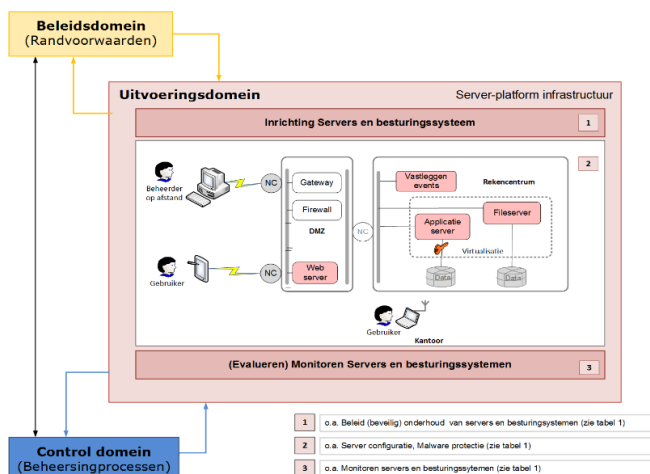 Beleidsdomein
(Randvoorwaarden)
Uitvoeringsdomein
Server-platform infrastructuur
Inrichting Servers en besturingssysteem
1
2
Beheerder
op afstand
NC
Gateway
Firewall
DMZ
Gebruiker
NC
Web
server
NC
Vastleggen
events
Rekencentrum
Applicatie
server
Fileserver
Virtualisatie
Data
Data
Gebruiker
Kantoor
(Evalueren) Monitoren Servers en besturingssystemen
3
Control domein
(Beheersingprocessen)
1 o.a. Beleid (beveilig) onderhoud van servers en besturingsystemen (zie tabel 1)
2 o.a. Server configuratie, Malware protectie (zie tabel 1)
3 o.a. Monitoren servers en besturingssytemen (zie tabel 1)